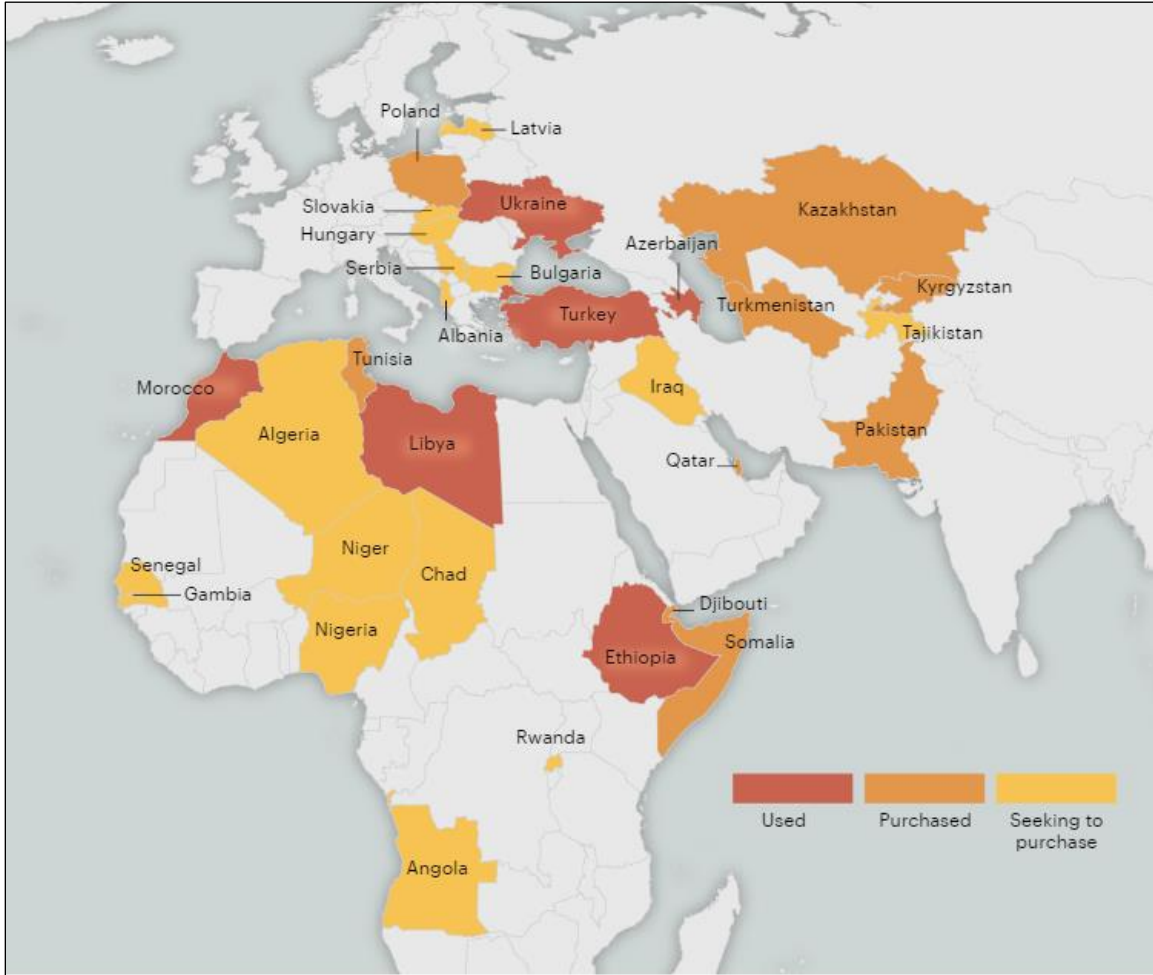 Poland
Latvia
Slovakia
Ukraine
Kazakhstan
Hungary
Azerbaijan
Serbia
Bulgaria
Kyrgyzstan
Turkmenistan
Turkey
Albania
Tajikistan
Tunisia
Morocco
Iraq
Algeria
Libya
Pakistan
Qatar
Niger
Senegal
Chad
Gambia
Djibouti
Nigeria
Somalia
Ethiopia
Rwanda
Used
Purchased
Seeking to
purchase
Angola